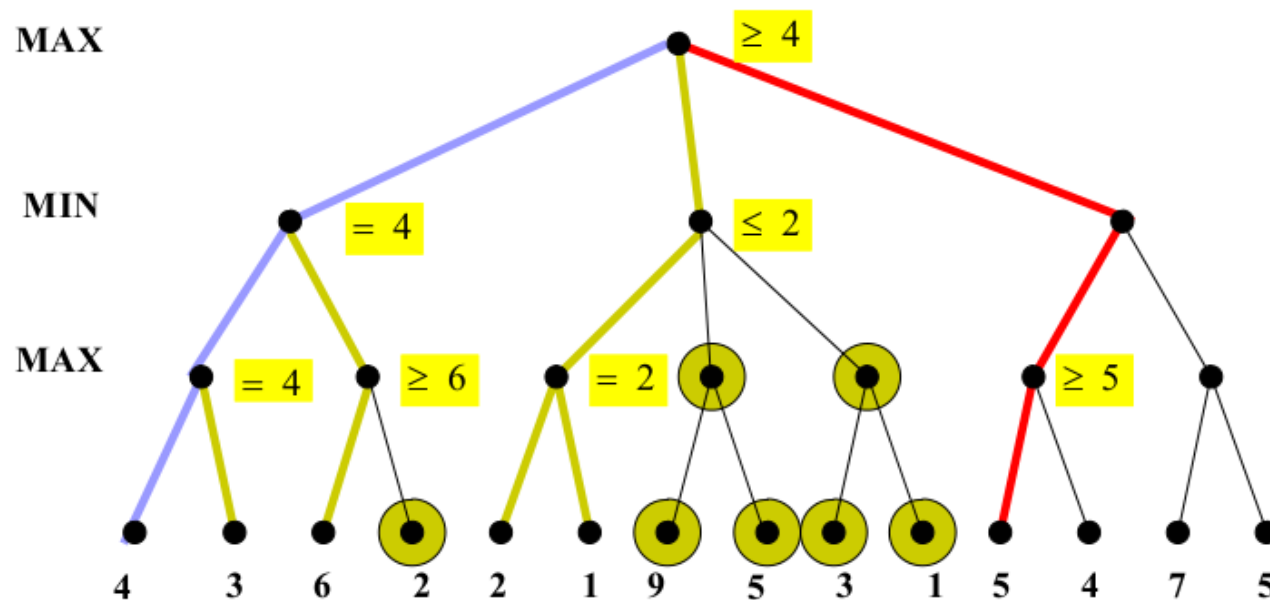 MAX ≥ 4
MIN = 4 ≤ 2
MAX = 4 ≥ 6 = 2 ≥ 5
4 3 6 2 2 1 9 5 3 1 5 4 7 5